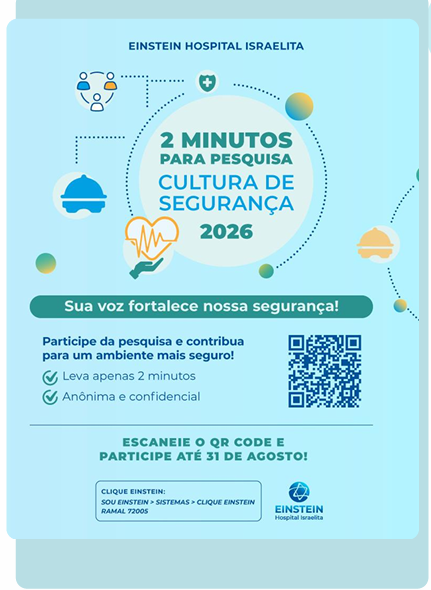 EINSTEIN HOSPITAL ISRAELITA
2 MINUTOS
PARA PESQUISA
CULTURA DE
SEGURANÇA
2026
Sua voz fortalece nossa segurança!
Participe da pesquisa e contribua
para um ambiente mais seguro!
Leva apenas 2 minutos
Anônima e confidencial
ESCANEIE O QR CODE E
PARTICIPE ATÉ 31 DE AGOSTO!
CLIQUE EINSTEIN:
SOU EINSTEIN > SISTEMAS > CLIQUE EINSTEIN
RAMAL 72005
EINSTEIN
Hospital Israelita